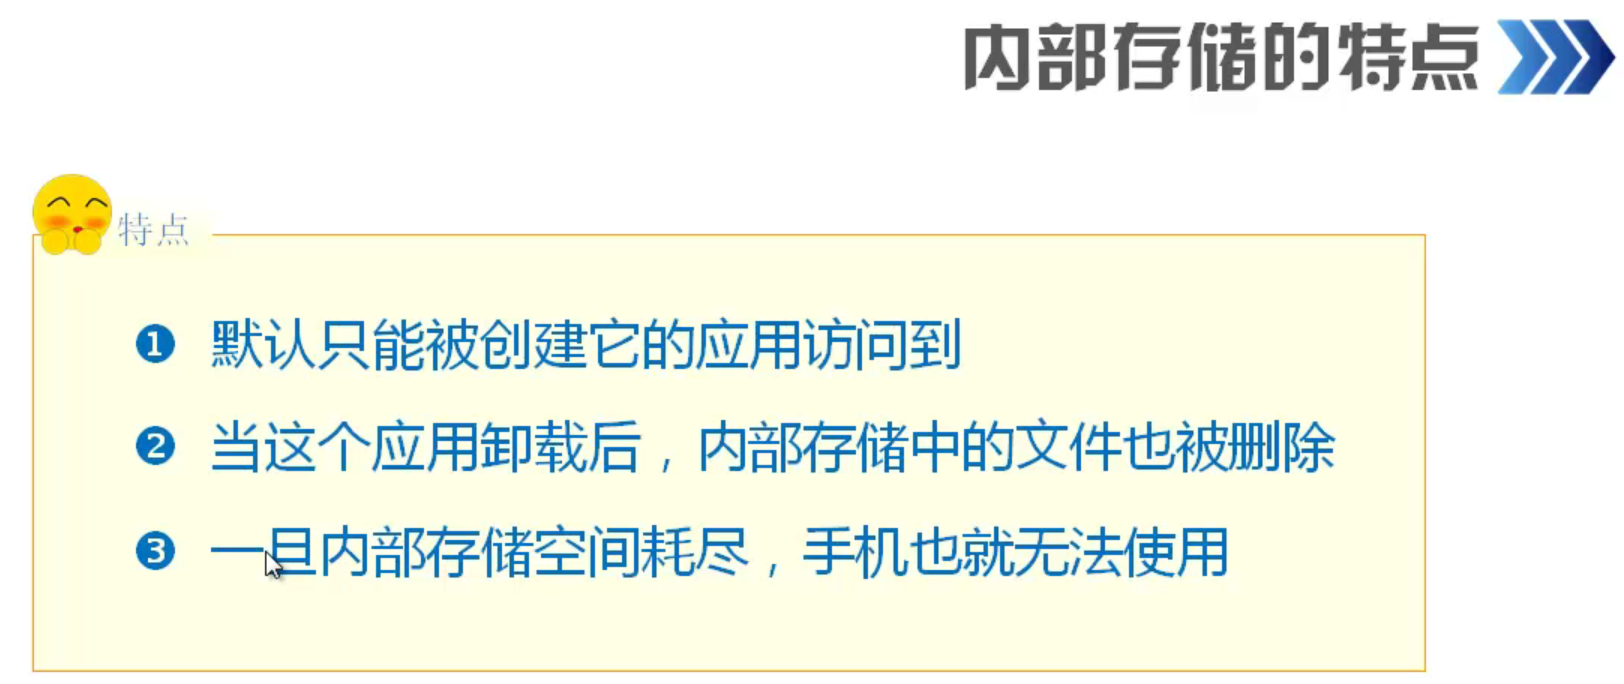 内部存储的特点
特点
❶ 默认只能被创建它的应用访问到
❷ 当这个应用卸载后，内部存储中的文件也被删除
❸ 一旦内部存储空间耗尽，手机也就无法使用